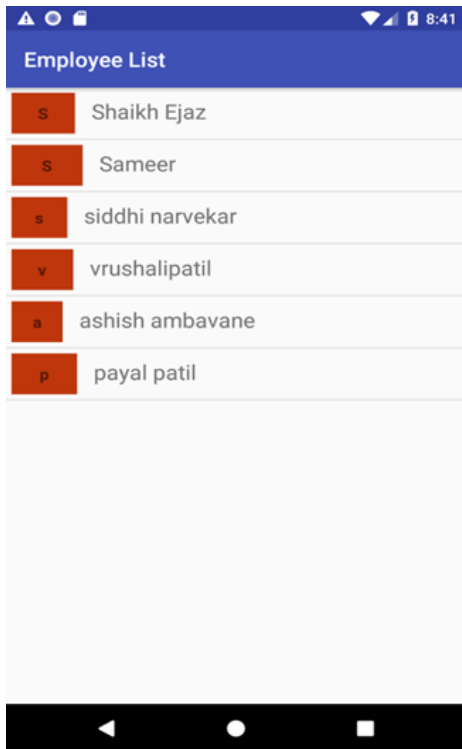 8:41
Employee List
S Shaikh Ejaz
S Sameer
s siddhi narvekar
v vrushalipatil
a ashish ambavane
p payal patil